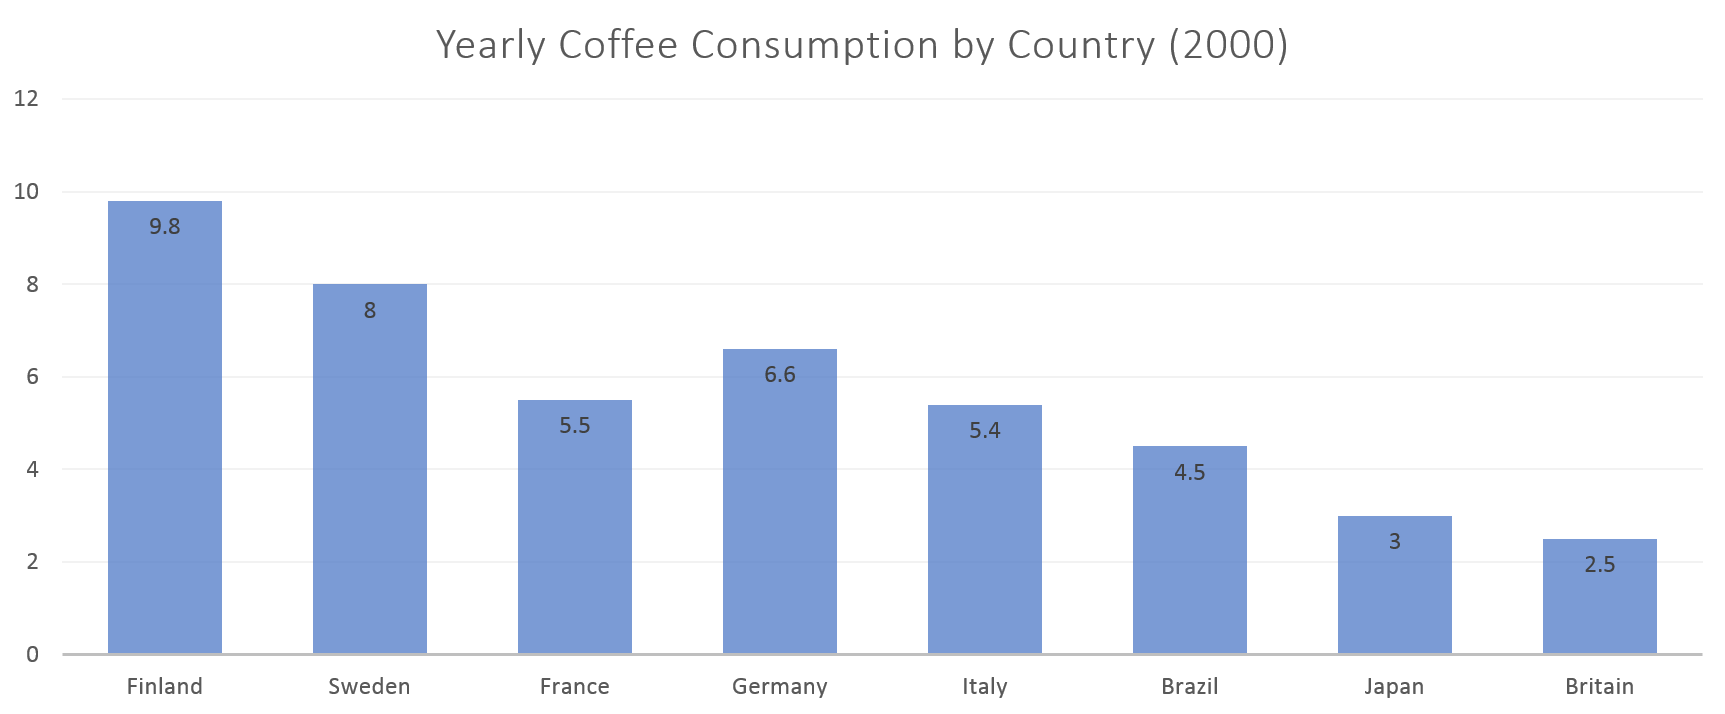 Yearly Coffee Consumption by Country (2000)
12
10
8
6
4
2
0
9.8
8
5.5
6.6
5.4
4.5
3
2.5
Finland
Sweden
France
Germany
Italy
Brazil
Japan
Britain